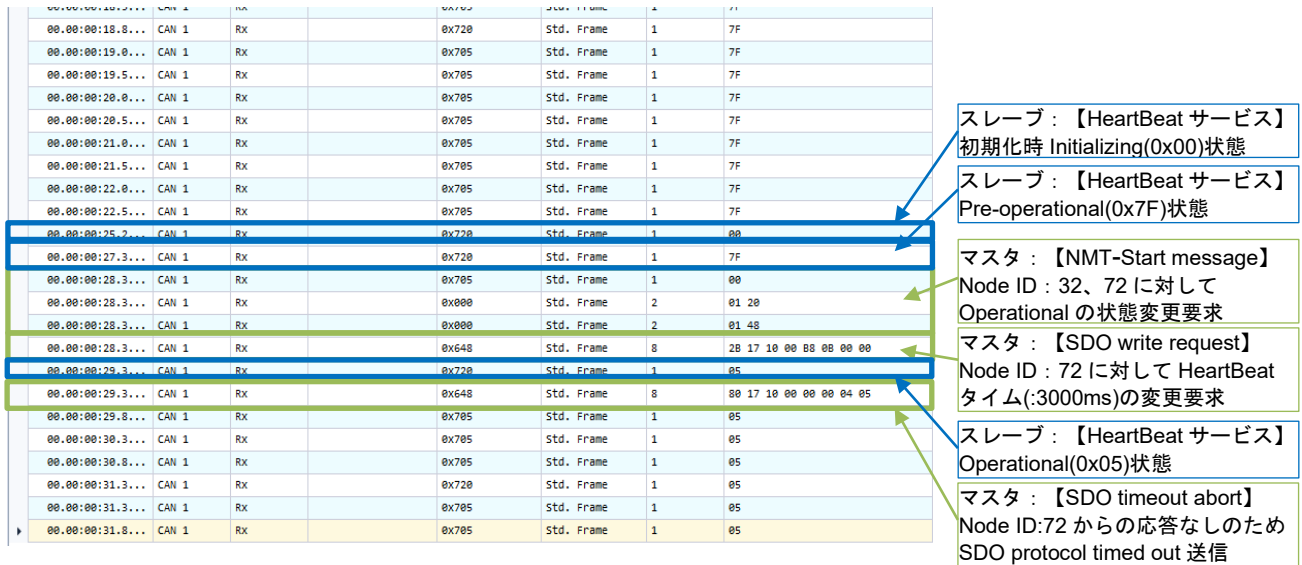 00.00:00:18.5... CAN 1 Rx 0x705 Std. Frame 1 7F
00.00:00:18.8... CAN 1 Rx 0x720 Std. Frame 1 7F
00.00:00:19.0... CAN 1 Rx 0x705 Std. Frame 1 7F
00.00:00:19.5... CAN 1 Rx 0x705 Std. Frame 1 7F
00.00:00:20.0... CAN 1 Rx 0x705 Std. Frame 1 7F
00.00:00:20.5... CAN 1 Rx 0x705 Std. Frame 1 7F
00.00:00:21.0... CAN 1 Rx 0x705 Std. Frame 1 7F
00.00:00:21.5... CAN 1 Rx 0x705 Std. Frame 1 7F
00.00:00:22.0... CAN 1 Rx 0x705 Std. Frame 1 7F
00.00:00:22.5... CAN 1 Rx 0x705 Std. Frame 1 7F
00.00:00:25.2... CAN 1 Rx 0x720 Std. Frame 1 00
00.00:00:27.3... CAN 1 Rx 0x720 Std. Frame 1 7F
00.00:00:28.3... CAN 1 Rx 0x705 Std. Frame 1 00
00.00:00:28.3... CAN 1 Rx 0x000 Std. Frame 2 01 20
00.00:00:28.3... CAN 1 Rx 0x000 Std. Frame 2 01 48
00.00:00:28.3... CAN 1 Rx 0x648 Std. Frame 8 2B 17 10 00 B8 0B 00 00
00.00:00:29.3... CAN 1 Rx 0x720 Std. Frame 1 05
00.00:00:29.3... CAN 1 Rx 0x648 Std. Frame 8 80 17 10 00 00 00 04 05
00.00:00:29.8... CAN 1 Rx 0x705 Std. Frame 1 05
00.00:00:30.3... CAN 1 Rx 0x705 Std. Frame 1 05
00.00:00:30.8... CAN 1 Rx 0x705 Std. Frame 1 05
00.00:00:31.3... CAN 1 Rx 0x720 Std. Frame 1 05
00.00:00:31.3... CAN 1 Rx 0x705 Std. Frame 1 05
00.00:00:31.8... CAN 1 Rx 0x705 Std. Frame 1 05
スレーブ：【HeartBeat サービス】
初期化時 Initializing(0x00)状態
スレーブ：【HeartBeat サービス】
Pre-operational(0x7F)状態
マスタ：【NMT-Start message】
Node ID：32、72 に対して
Operational の状態変更要求
マスタ：【SDO write request】
Node ID：72 に対して HeartBeat
タイム(:3000ms)の変更要求
スレーブ：【HeartBeat サービス】
Operational(0x05)状態
マスタ：【SDO timeout abort】
Node ID:72 からの応答なしのため
SDO protocol timed out 送信